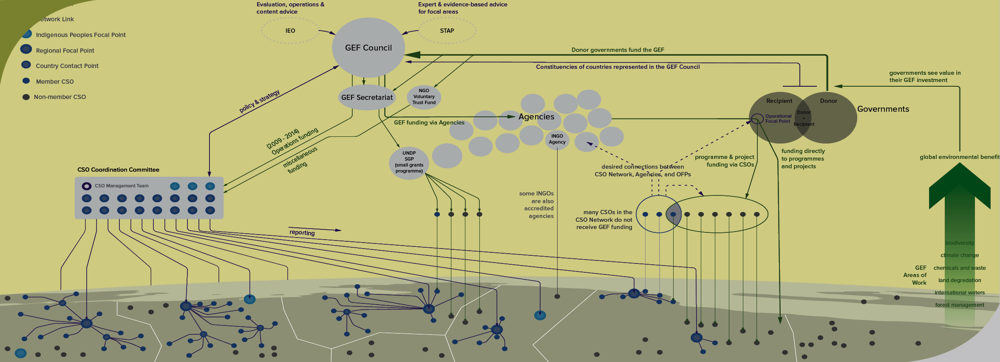 Network Link
Indigenous Peoples Focal Point
Regional Focal Point
Country Contact Point
Member CSO
Non-member CSO
Evaluation, operations &
content advice
IEO
Expert & evidence-based advice
for focal areas
STAP
GEF Council
Donor governments fund the GEF
Constituencies of countries represented in the GEF Council
governments see value in
their GEF investment
policy & strategy
GEF Secretariat
NGO
Voluntary
Trust Fund
Recipient
Donor
Governments
Donor
+
Recipient
Operational
Focal Point
Agencies
GEF funding via Agencies
INGO
Agency
(2009 - 2014)
Operations funding
miscellaneous
funding
UNDP
SGP
(small grants
programme)
desired connections between
CSO Network, Agencies, and OFPs
programme & project
funding via CSOs
funding directly
to programmes
and projects
global environmental benefit
CSO Coordination Committee
CSO Management Team
some INGOs
are also
accredited
agencies
many CSOs in the
CSO Network do not
receive GEF funding
reporting
GEF
Areas of
Work
biodiversity
climate change
chemicals and waste
land degredation
international waters
forest management